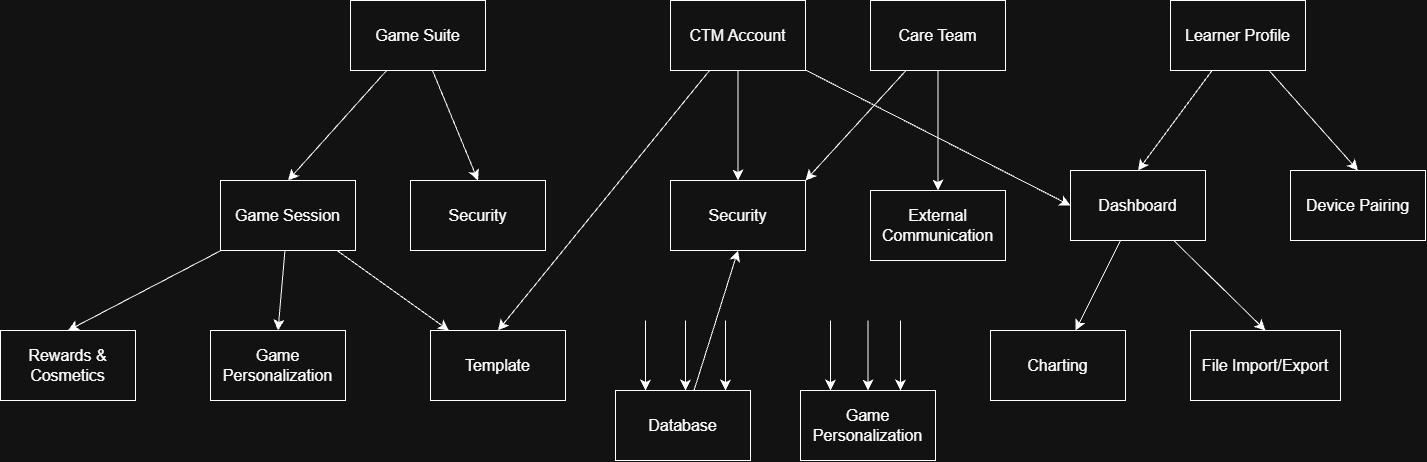 Game Suite
CTM Account
Care Team
Learner Profile
Game Session
Security
Security
External
Communication
Dashboard
Device Pairing
Rewards &
Cosmetics
Game
Personalization
Template
Database
Game
Personalization
Charting
File Import/Export